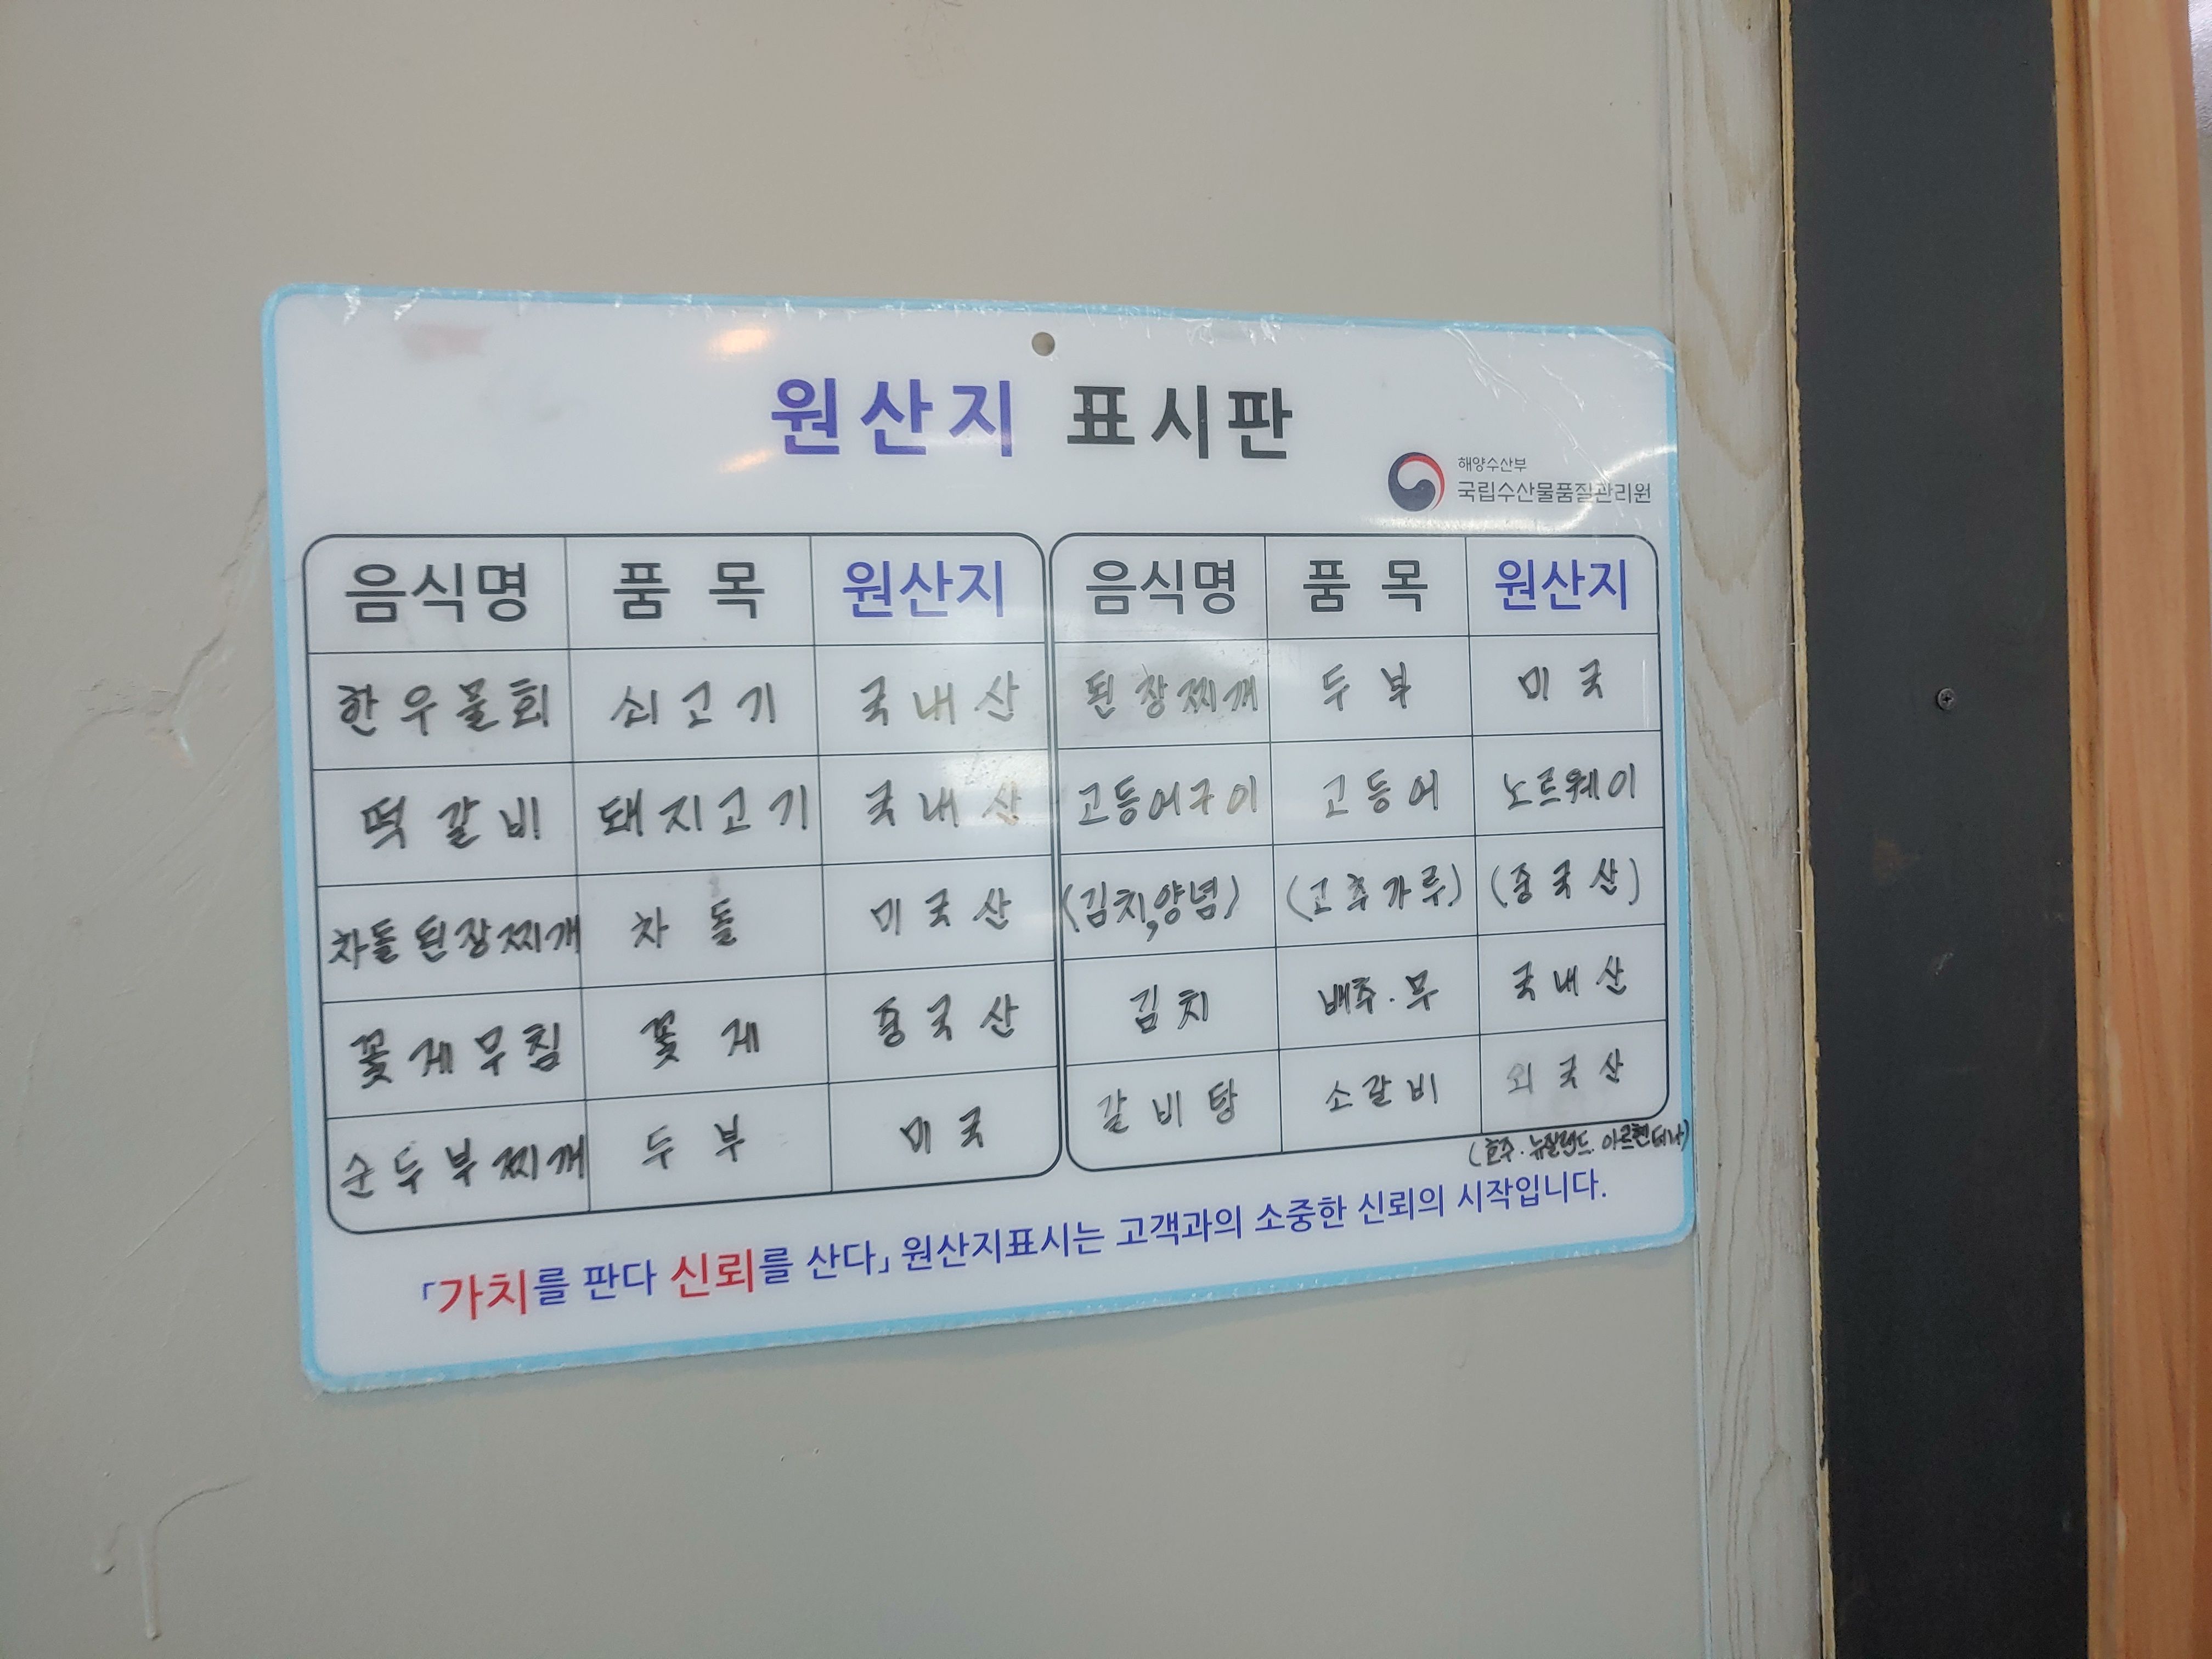 원산지 표시판
해양수산부
국립수산물품질관리원
음식명 품 목 원산지
한우물회 쇠고기 국내산
떡갈비 돼지고기 국내산
차돌된장찌개 차돌 미국산
꽃게무침 꽃게 중국산
순두부찌개 두부 미국
음식명 품 목 원산지
된장찌개 두부 미국
고등어구이 고등어 노르웨이
(김치,양념) (고추가루) (중국산)
김치 배추.무 국내산
갈비탕 소갈비 외국산
(호주.뉴질랜드.아르헨티나)
「가치를 판다 신뢰를 산다」 원산지표시는 고객과의 소중한 신뢰의 시작입니다.